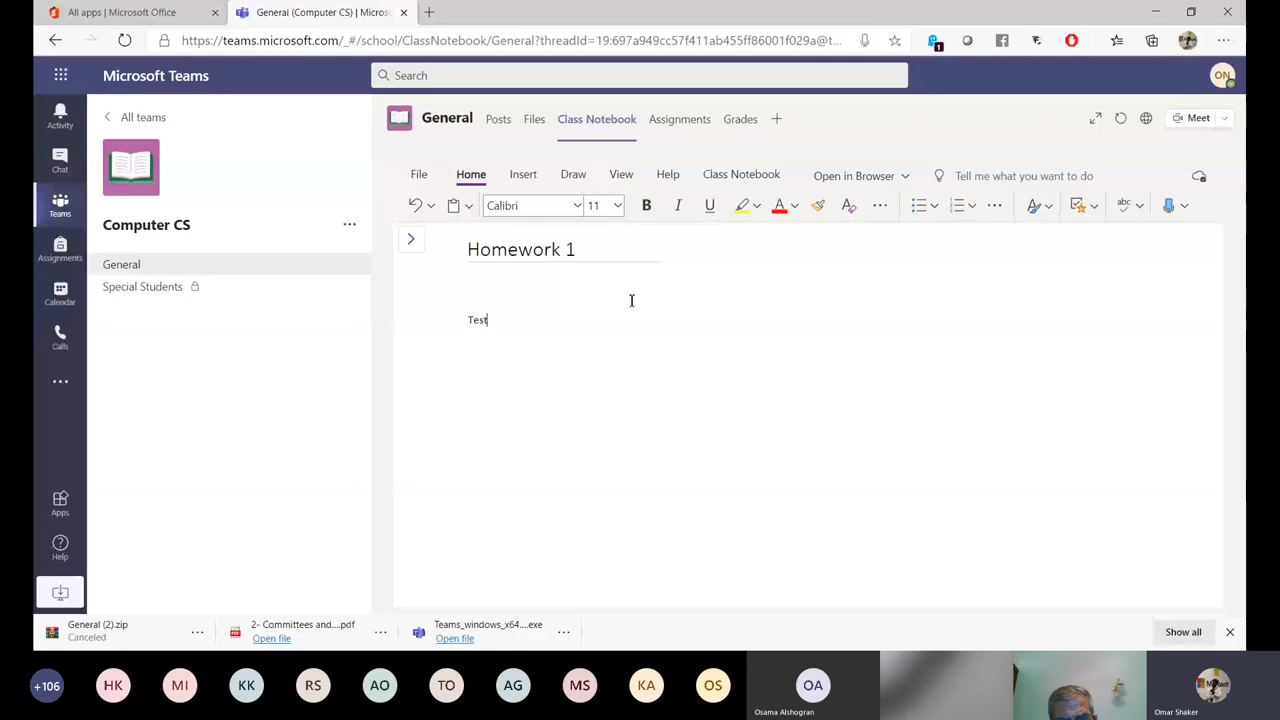 All apps | Microsoft Office
General (Computer CS) | Microso
https://teams.microsoft.com/_#/school/ClassNotebook/General?threadId=19:697a949cc57f411ab455ff86001f029a@t...
1
Microsoft Teams
Search
ON
Activity
Chat
Teams
Assignments
Calendar
Calls
Apps
Help
All teams
Computer CS
General
Special Students
General
Posts
Files
Class Notebook
Assignments
Grades
Meet
File
Home
Insert
Draw
View
Help
Class Notebook
Open in Browser
Tell me what you want to do
Calibri
11
B
I
U
A
A
abc
Homework 1
Test
General (2).zip
Canceled
2- Committees and....pdf
Open file
Teams_windows_x64....exe
Open file
Show all
+106
HK
MI
KK
RS
AO
TO
AG
MS
KA
OS
OA
Osama Alshogran
Omar Shaker